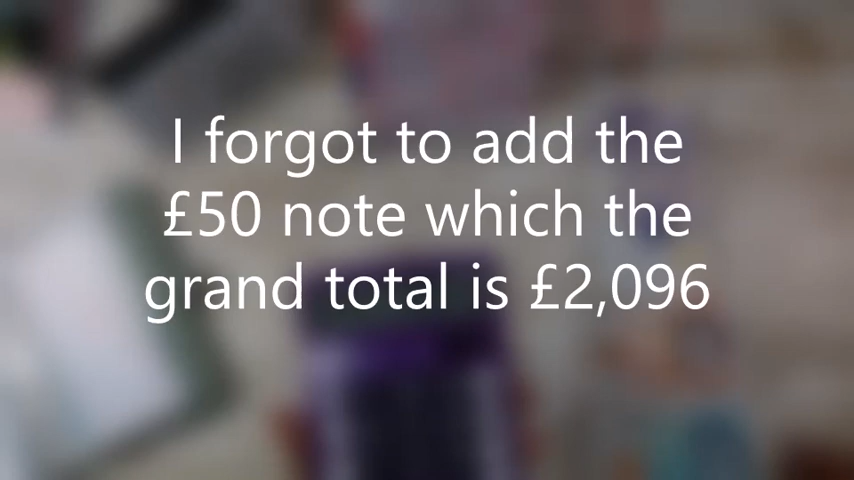 I forgot to add the
£50 note which the
grand total is £2,096